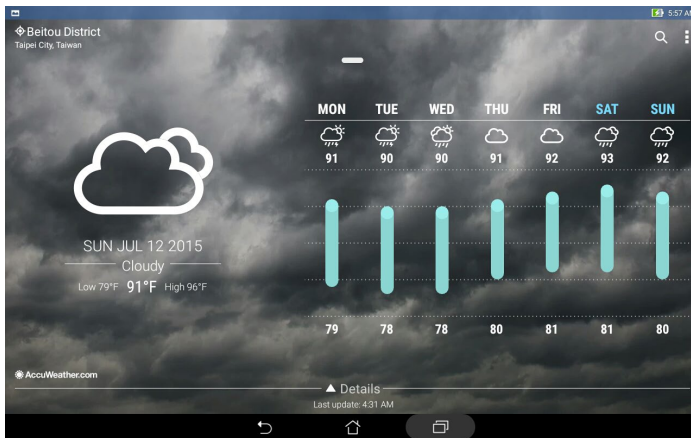 5:57 AM
Beitou District
Taipei City, Taiwan
MON TUE WED THU FRI SAT SUN
91 90 90 91 92 93 92
79 78 78 80 81 81 80
SUN JUL 12 2015
Cloudy
Low 79°F 91°F High 96°F
AccuWeather.com
Details
Last update: 4:31 AM